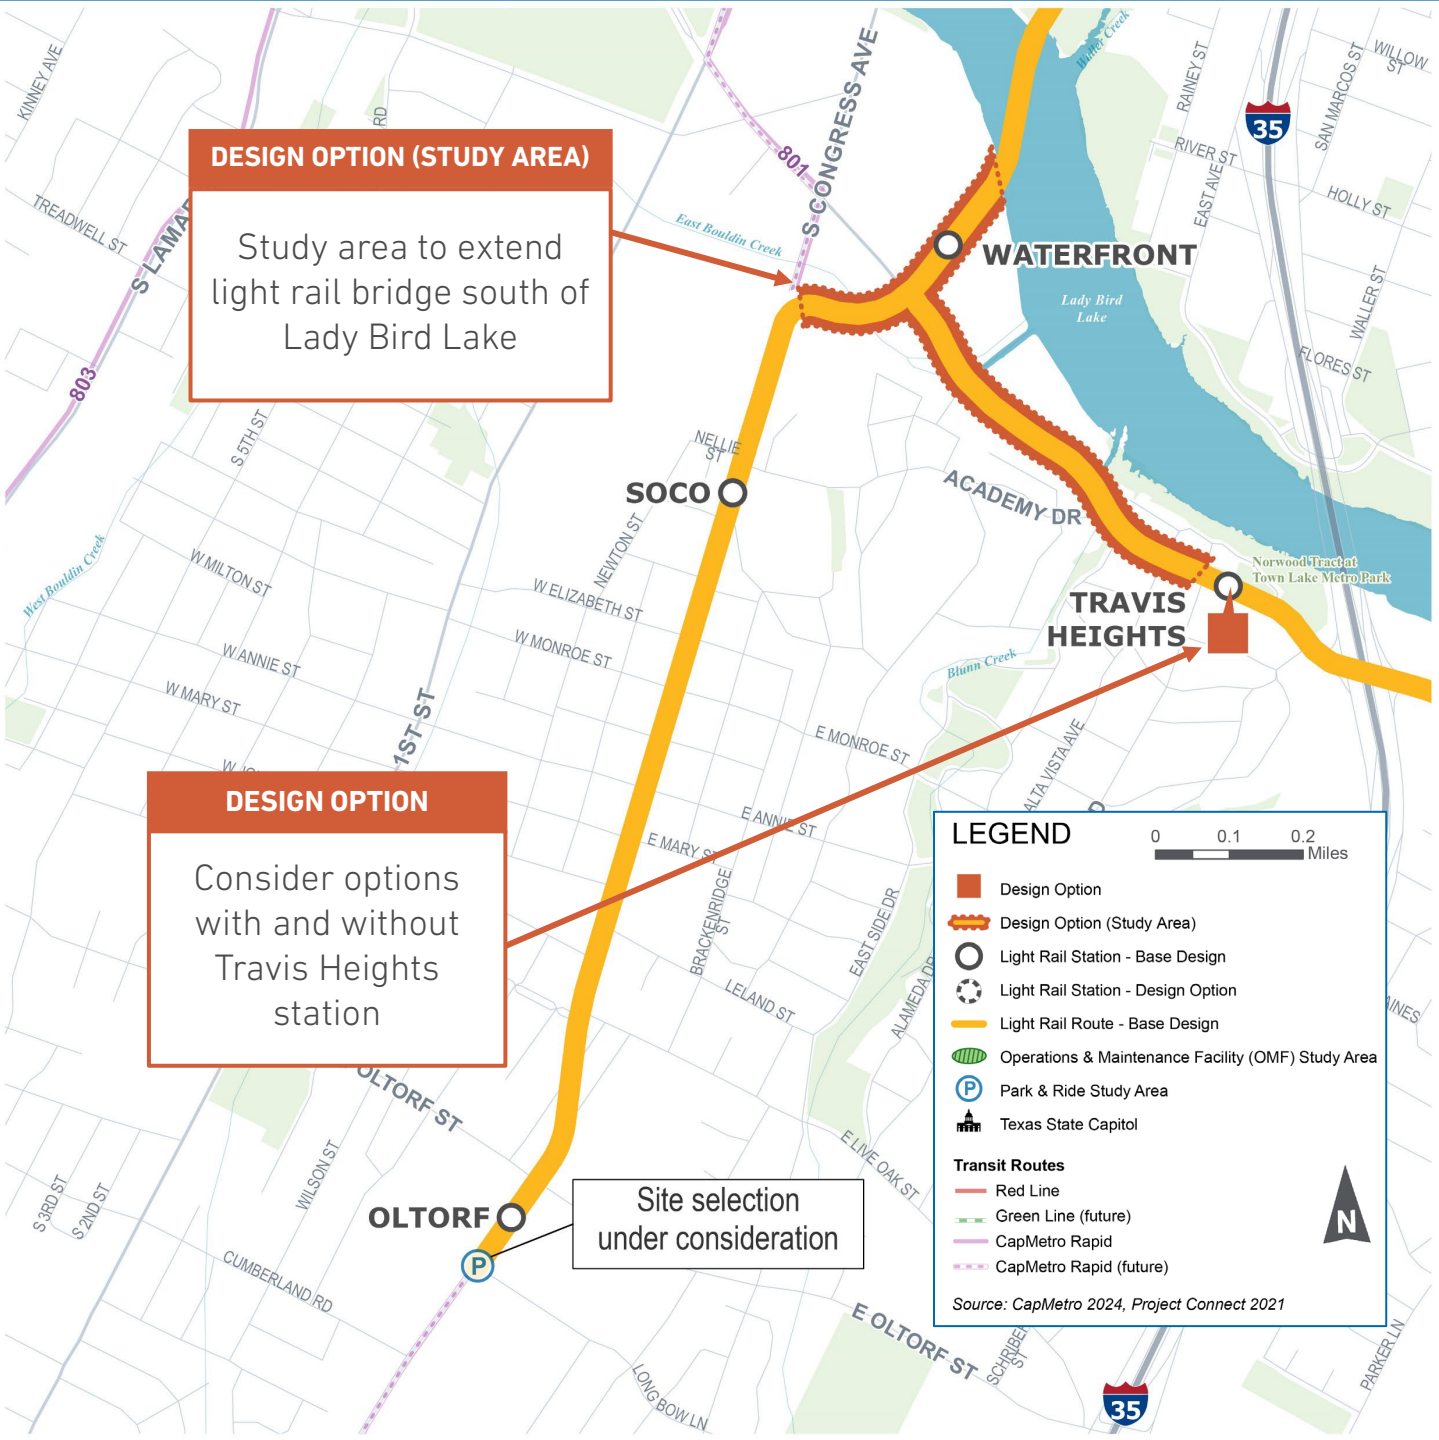 KINNEY AVE
RD
S CONGRESS AVE
Waller Creek
RAINEY ST
SAN MARCOS ST
WILLOW
ST
35
RIVER ST
EAST AVE
HOLLY ST
DESIGN OPTION (STUDY AREA)
Study area to extend
light rail bridge south of
Lady Bird Lake
801
TREADWELL ST
S LAMAR
East Bouldin Creek
WATERFRONT
Lady Bird
Lake
WALLER ST
FLORES ST
803
S 5TH ST
NELLIE
ST
SOCO
ACADEMY DR
NEWTON ST
West Bouldin Creek
W MILTON ST
W ELIZABETH ST
Norwood Tract at
Town Lake Metro Park
TRAVIS
HEIGHTS
W MONROE ST
W ANNIE ST
Blunn Creek
W MARY ST
1ST ST
E MONROE ST
ALTA VISTA AVE
DESIGN OPTION
Consider options
with and without
Travis Heights
station
E ANNIE ST
E MARY ST
BRACKENRIDGE
ST
EAST SIDE DR
LELAND ST
ALAMEDA DR
OLTORF ST
E LIVE OAK ST
WILSON ST
S 3RD ST
S 2ND ST
OLTORF
P
Site selection
under consideration
CUMBERLAND RD
E OLTORF ST
SCHRIBER
ST
LONG BOW LN
PARKER LN
35
LEGEND
0 0.1 0.2
Miles
Design Option
Design Option (Study Area)
Light Rail Station - Base Design
Light Rail Station - Design Option
Light Rail Route - Base Design
Operations & Maintenance Facility (OMF) Study Area
P Park & Ride Study Area
Texas State Capitol
Transit Routes
Red Line
Green Line (future)
CapMetro Rapid
CapMetro Rapid (future)
N
Source: CapMetro 2024, Project Connect 2021